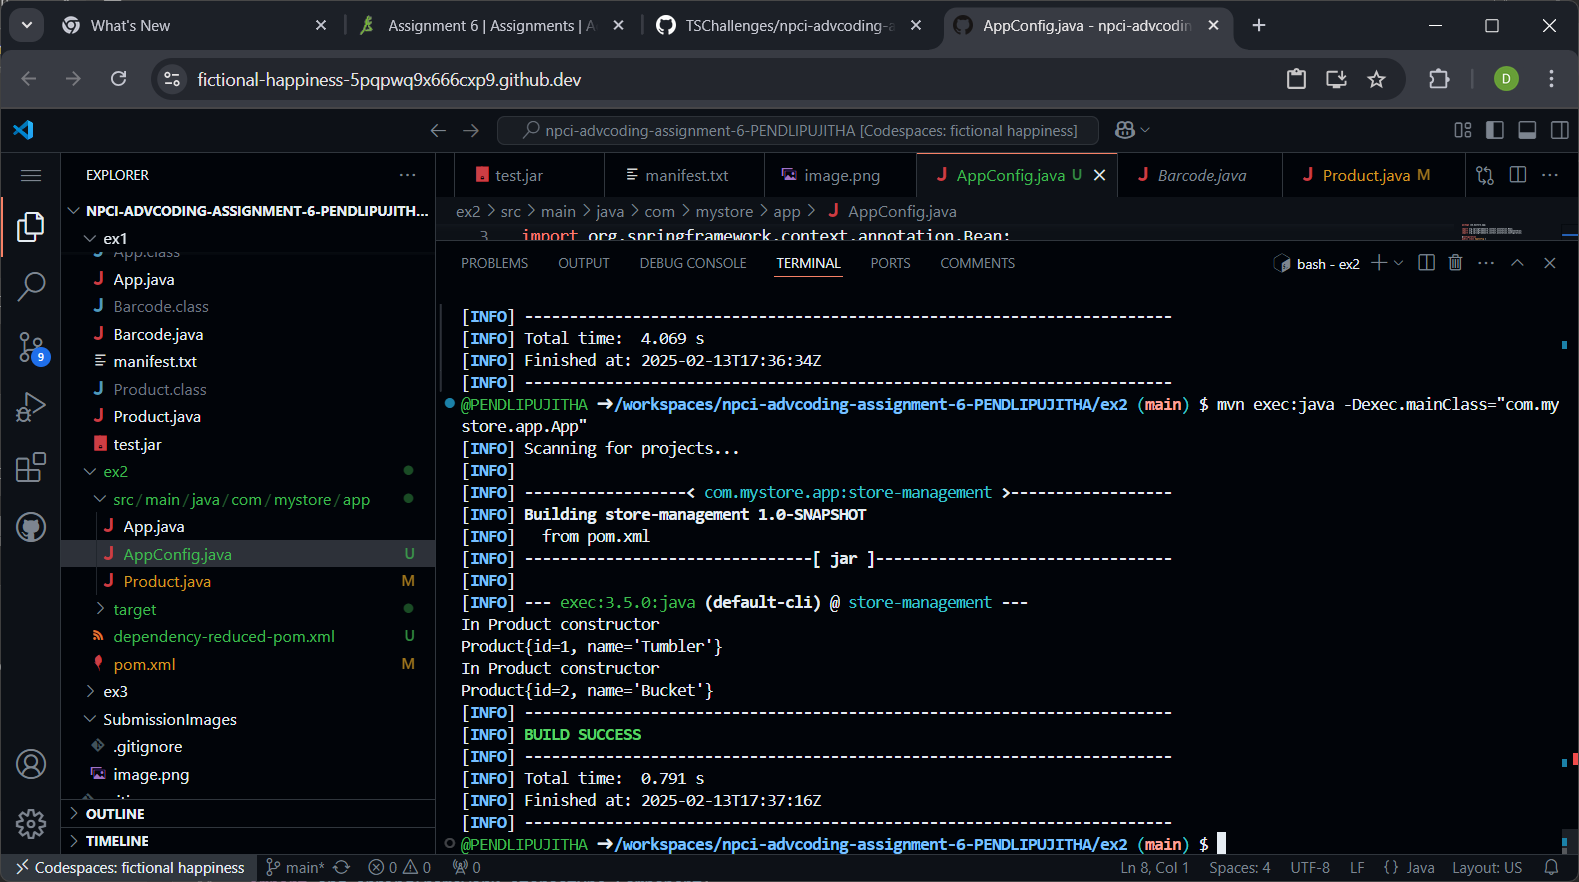 What's New
Assignment 6 | Assignments | A
TSChallenges/npci-advcoding-a
AppConfig.java - npci-advcodin
fictional-happiness-5pqpwq9x666cxp9.github.dev
D
npci-advcoding-assignment-6-PENDLIPUJITHA [Codespaces: fictional happiness]
EXPLORER
test.jar
manifest.txt
image.png
AppConfig.java U
Barcode.java
Product.java M
NPCI-ADVCODING-ASSIGNMENT-6-PENDLIPUJITH...
ex2 > src > main > java > com > mystore > app > AppConfig.java
3 import org.springframework.context.annotation.Bean;
ex1
App.class
App.java
Barcode.class
Barcode.java
manifest.txt
Product.class
Product.java
test.jar
ex2
src / main / java / com / mystore / app
App.java
AppConfig.java U
Product.java M
target
dependency-reduced-pom.xml U
pom.xml M
ex3
SubmissionImages
.gitignore
image.png
OUTLINE
TIMELINE
9
PROBLEMS OUTPUT DEBUG CONSOLE TERMINAL PORTS COMMENTS
bash - ex2
[INFO] ------------------------------------------------------------------------
[INFO] Total time:  4.069 s
[INFO] Finished at: 2025-02-13T17:36:34Z
[INFO] ------------------------------------------------------------------------
@PENDLIPUJITHA ➜/workspaces/npci-advcoding-assignment-6-PENDLIPUJITHA/ex2 (main) $ mvn exec:java -Dexec.mainClass="com.my
store.app.App"
[INFO] Scanning for projects...
[INFO]
[INFO] ------------------< com.mystore.app:store-management >------------------
[INFO] Building store-management 1.0-SNAPSHOT
[INFO]   from pom.xml
[INFO] --------------------------------[ jar ]---------------------------------
[INFO]
[INFO] --- exec:3.5.0:java (default-cli) @ store-management ---
In Product constructor
Product{id=1, name='Tumbler'}
In Product constructor
Product{id=2, name='Bucket'}
[INFO] ------------------------------------------------------------------------
[INFO] BUILD SUCCESS
[INFO] ------------------------------------------------------------------------
[INFO] Total time:  0.791 s
[INFO] Finished at: 2025-02-13T17:37:16Z
[INFO] ------------------------------------------------------------------------
@PENDLIPUJITHA ➜/workspaces/npci-advcoding-assignment-6-PENDLIPUJITHA/ex2 (main) $
Codespaces: fictional happiness main* 0 0 0 Ln 8, Col 1 Spaces: 4 UTF-8 LF {} Java Layout: US